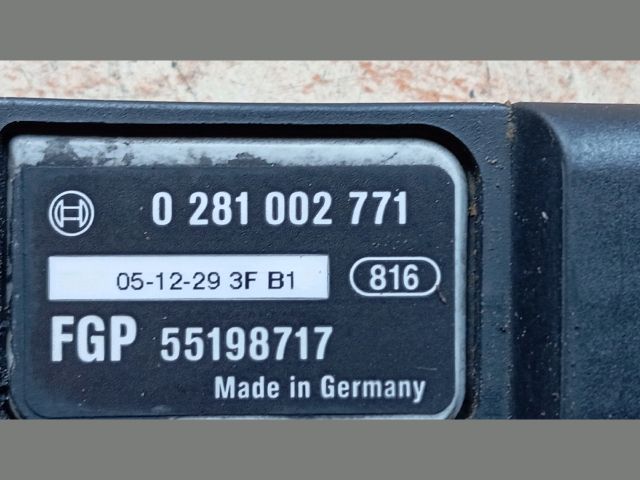 0 281 002 771
05-12-29 3F B1 816
FGP 55198717
Made in Germany